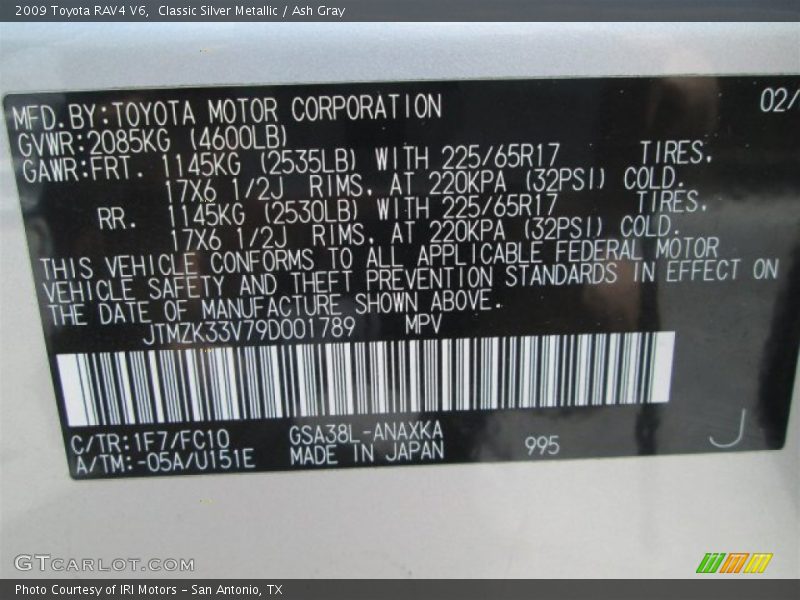 2009 Toyota RAV4 V6,  Classic Silver Metallic / Ash Gray
MFD.BY:TOYOTA MOTOR CORPORATION 02/
GVWR:2085KG (4600LB)
GAWR:FRT. 1145KG (2535LB) WITH 225/65R17 TIRES,
17X6 1/2J RIMS, AT 220KPA (32PSI) COLD.
RR. 1145KG (2530LB) WITH 225/65R17 TIRES,
17X6 1/2J RIMS, AT 220KPA (32PSI) COLD.
THIS VEHICLE CONFORMS TO ALL APPLICABLE FEDERAL MOTOR
VEHICLE SAFETY AND THEFT PREVENTION STANDARDS IN EFFECT ON
THE DATE OF MANUFACTURE SHOWN ABOVE.
JTMZK33V79D001789 MPV
C/TR:1F7/FC10 GSA38L-ANAXKA 995 J
A/TM:-05A/U151E MADE IN JAPAN
GTCARLOT.COM
Photo Courtesy of IRI Motors – San Antonio, TX